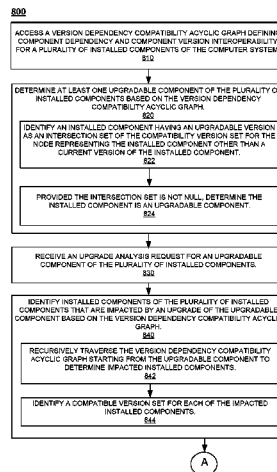 800
ACCESS A VERSION DEPENDENCY COMPATIBILITY ACYCLIC GRAPH DEFINING
COMPONENT DEPENDENCY AND COMPONENT VERSION INTEROPERABILITY
FOR A PLURALITY OF INSTALLED COMPONENTS OF THE COMPUTER SYSTEM
810
DETERMINE AT LEAST ONE UPGRADABLE COMPONENT OF THE PLURALITY OF
INSTALLED COMPONENTS BASED ON THE VERSION DEPENDENCY
COMPATIBILITY ACYCLIC GRAPH.
820
IDENTIFY AN INSTALLED COMPONENT HAVING AN UPGRADABLE VERSION
AS AN INTERSECTION SET OF THE COMPATIBILITY VERSION SET FOR THE
NODE REPRESENTING THE INSTALLED COMPONENT OTHER THAN A
CURRENT VERSION OF THE INSTALLED COMPONENT.
822
PROVIDED THE INTERSECTION SET IS NOT NULL, DETERMINE THE
INSTALLED COMPONENT IS AN UPGRADABLE COMPONENT.
824
RECEIVE AN UPGRADE ANALYSIS REQUEST FOR AN UPGRADABLE
COMPONENT OF THE PLURALITY OF INSTALLED COMPONENTS.
830
IDENTIFY INSTALLED COMPONENTS OF THE PLURALITY OF INSTALLED
COMPONENTS THAT ARE IMPACTED BY AN UPGRADE OF THE UPGRADABLE
COMPONENT BASED ON THE VERSION DEPENDENCY COMPATIBILITY ACYCLIC
GRAPH.
840
RECURSIVELY TRAVERSE THE VERSION DEPENDENCY COMPATIBILITY
ACYCLIC GRAPH STARTING FROM THE UPGRADABLE COMPONENT TO
DETERMINE IMPACTED INSTALLED COMPONENTS.
842
IDENTIFY A COMPATIBLE VERSION SET FOR EACH OF THE IMPACTED
INSTALLED COMPONENTS.
844
A